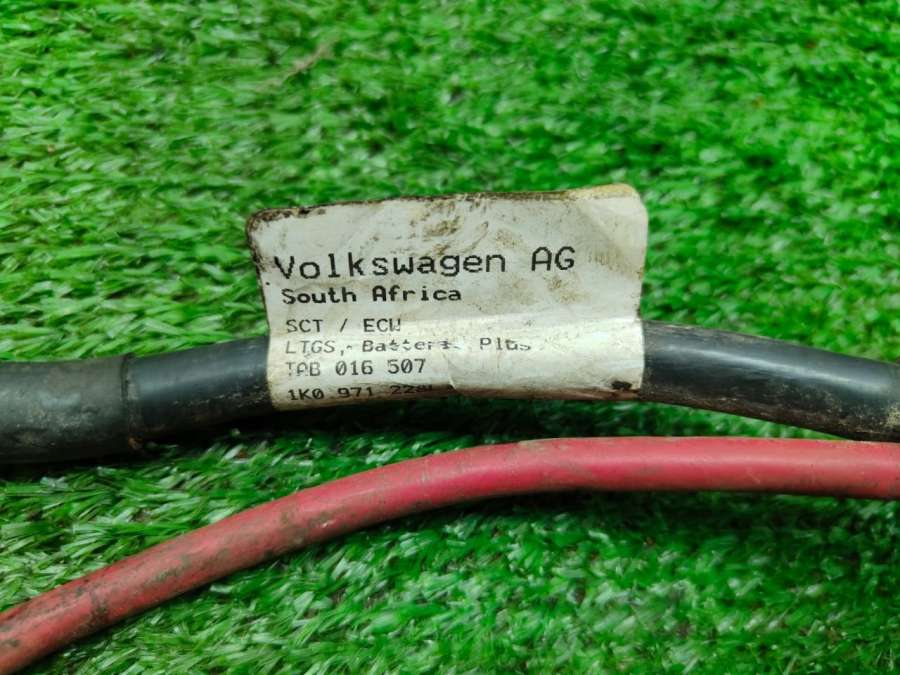 Volkswagen AG
South Africa
SCT / ECW
LTGS, Plus
TAB 016 507
1K0 971